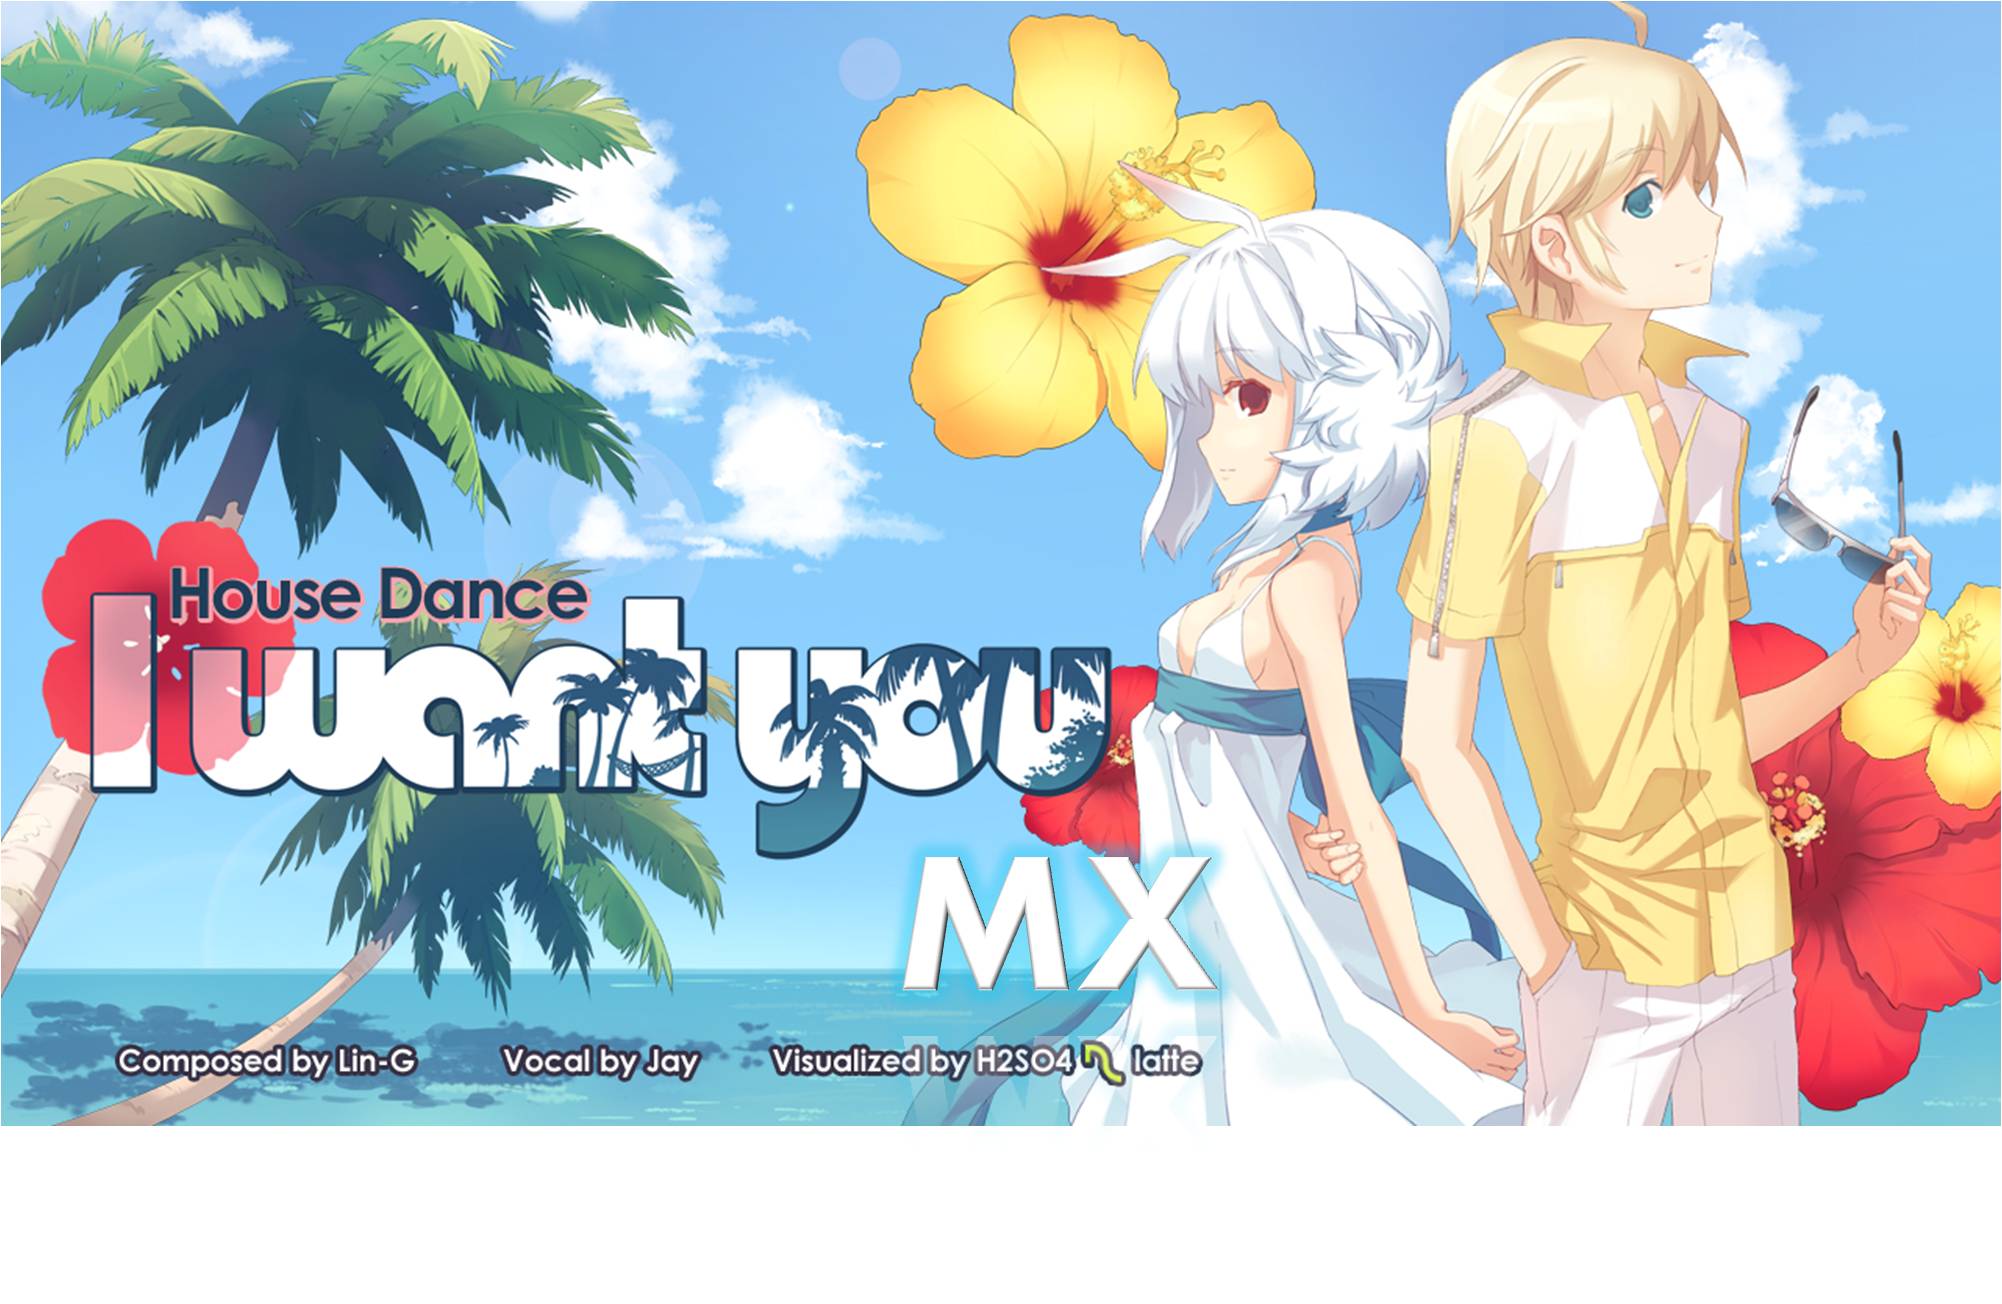 House Dance
I want you
MX
Composed by Lin-G
Vocal by Jay
Visualized by H2SO4 latte